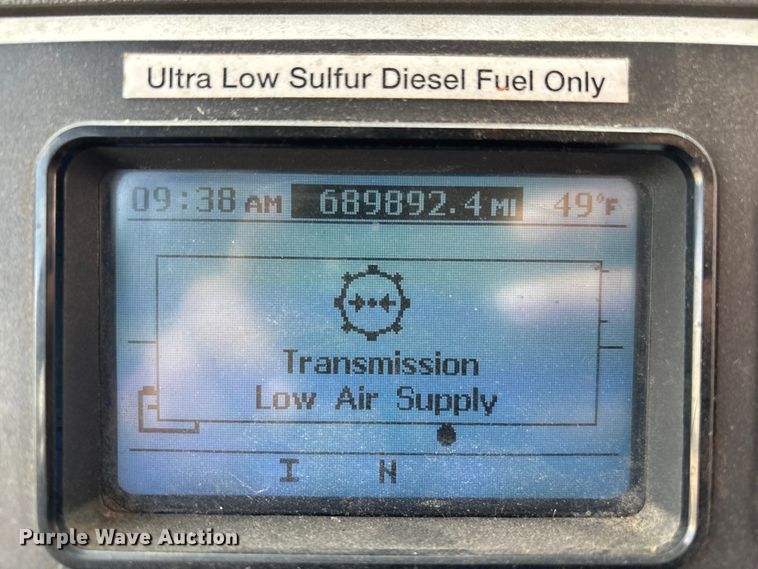 Ultra Low Sulfur Diesel Fuel Only
09:38 AM 689892.4 MI 49°F
Transmission
Low Air Supply
I N
Purple Wave Auction